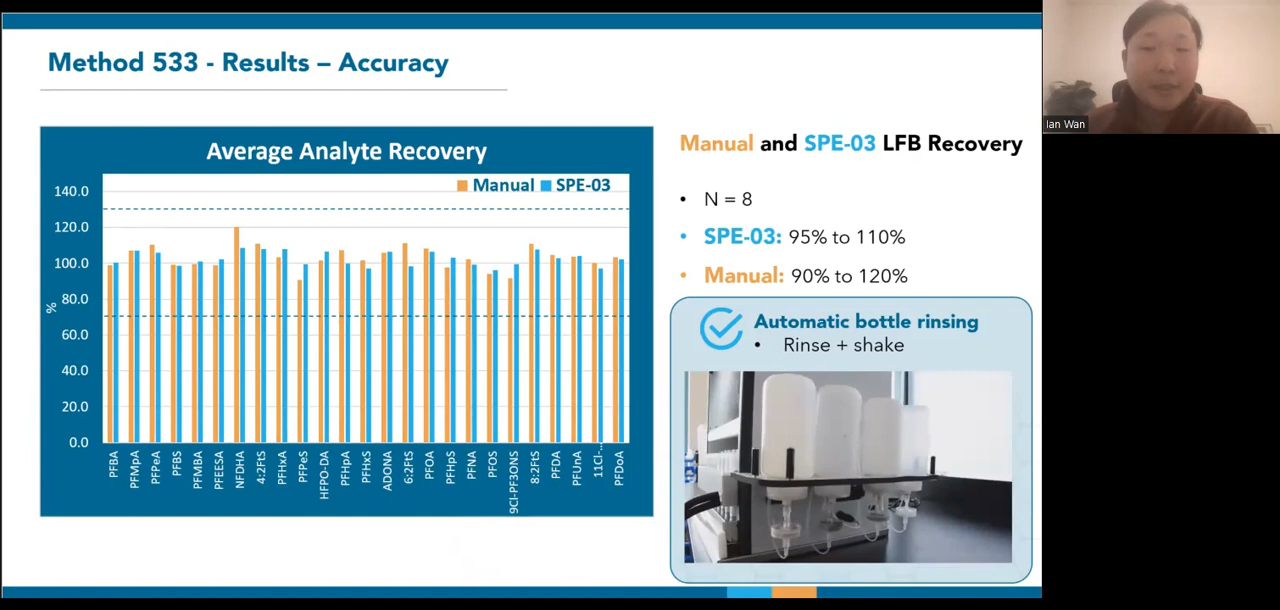 Method 533 - Results – Accuracy
Average Analyte Recovery
Manual SPE-03
140.0
120.0
100.0
80.0
60.0
40.0
20.0
0.0
%
PFBA
PFMpA
PFPeA
PFBS
PFMBA
PFEESA
NFDHA
4:2FtS
PFHxA
PFPeS
HFPO-DA
PFHpA
PFHxS
ADONA
6:2FtS
PFOA
PFHpS
PFNA
PFOS
9Cl-PF3ONS
8:2FtS
PFDA
PFUnA
11Cl-...
PFDoA
Manual and SPE-03 LFB Recovery
• N = 8
• SPE-03: 95% to 110%
• Manual: 90% to 120%
Automatic bottle rinsing
• Rinse + shake
Ian Wan